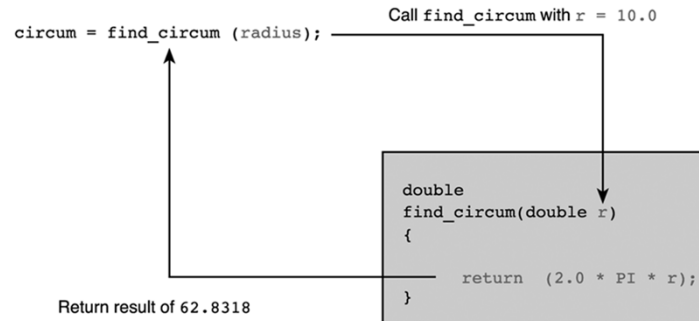 Call find_circum with r = 10.0
circum = find_circum (radius);
double
find_circum(double r)
{
return (2.0 * PI * r);
}
Return result of 62.8318